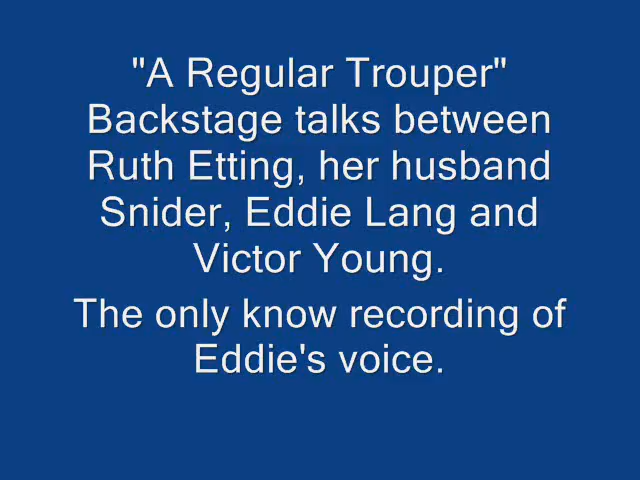 "A Regular Trouper"
Backstage talks between
Ruth Etting, her husband
Snider, Eddie Lang and
Victor Young.
The only know recording of
Eddie's voice.